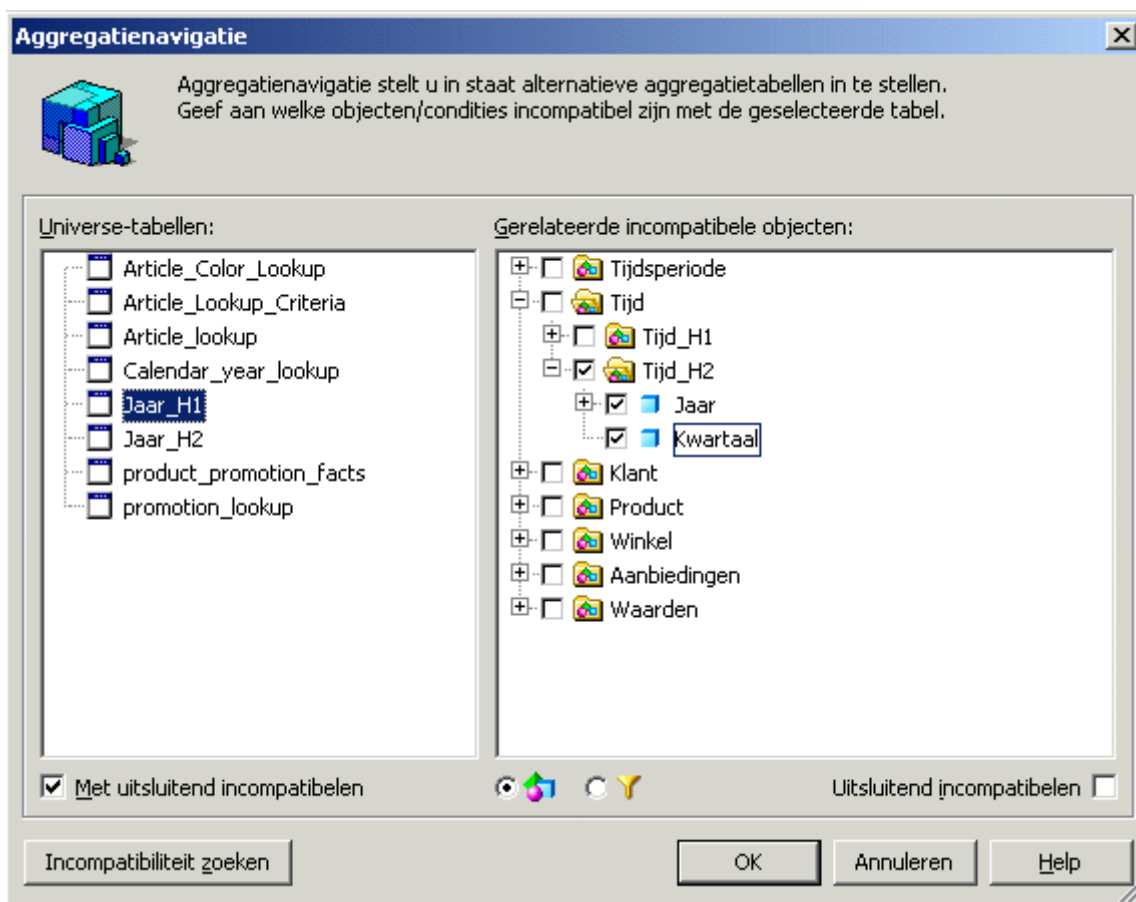 Aggregatienavigatie
Aggregatienavigatie stelt u in staat alternatieve aggregatietabellen in te stellen.
Geef aan welke objecten/condities incompatibel zijn met de geselecteerde tabel.
Universe-tabellen:
Article_Color_Lookup
Article_Lookup_Criteria
Article_lookup
Calendar_year_lookup
Jaar_H1
Jaar_H2
product_promotion_facts
promotion_lookup
Met uitsluitend incompatibelen
Gerelateerde incompatibele objecten:
Tijdsperiode
Tijd
Tijd_H1
Tijd_H2
Jaar
Kwartaal
Klant
Product
Winkel
Aanbiedingen
Waarden
Uitsluitend incompatibelen
Incompatibiliteit zoeken
OK
Annuleren
Help